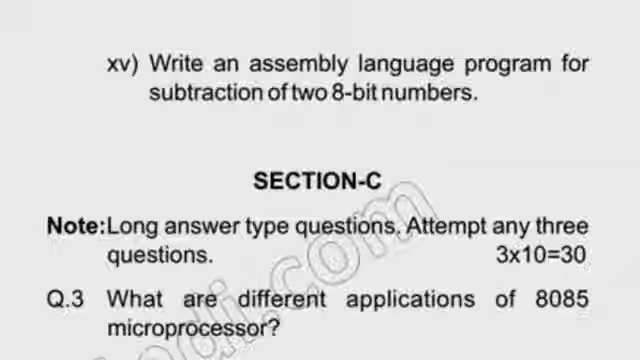 xv) Write an assembly language program for
subtraction of two 8-bit numbers.
SECTION-C
Note:Long answer type questions. Attempt any three
questions. 3x10=30
Q.3 What are different applications of 8085
microprocessor?